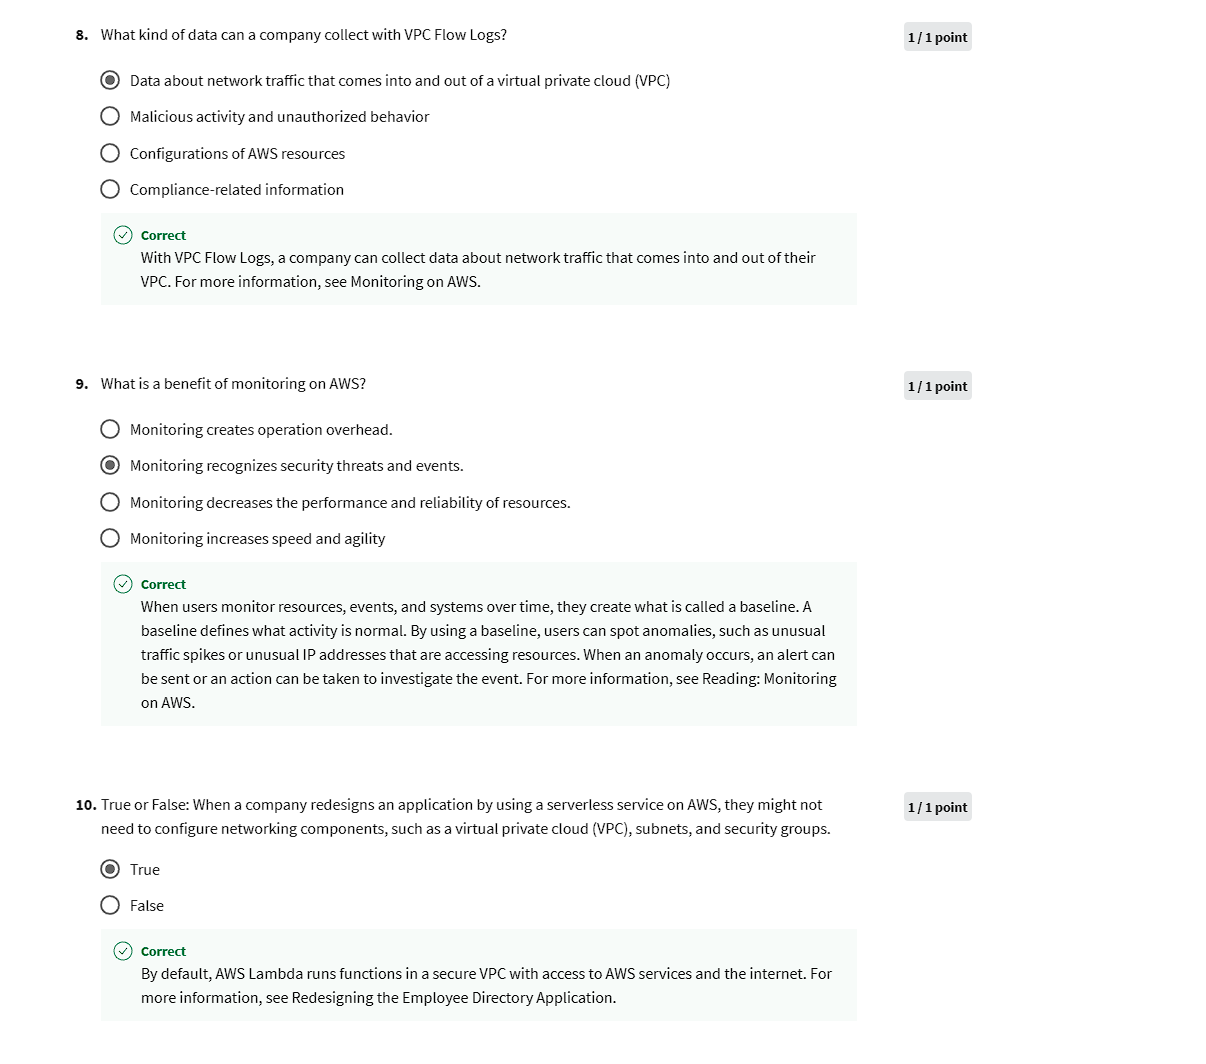 8. What kind of data can a company collect with VPC Flow Logs?
1 / 1 point
Data about network traffic that comes into and out of a virtual private cloud (VPC)
Malicious activity and unauthorized behavior
Configurations of AWS resources
Compliance-related information
Correct
With VPC Flow Logs, a company can collect data about network traffic that comes into and out of their
VPC. For more information, see Monitoring on AWS.
9. What is a benefit of monitoring on AWS?
1 / 1 point
Monitoring creates operation overhead.
Monitoring recognizes security threats and events.
Monitoring decreases the performance and reliability of resources.
Monitoring increases speed and agility
Correct
When users monitor resources, events, and systems over time, they create what is called a baseline. A
baseline defines what activity is normal. By using a baseline, users can spot anomalies, such as unusual
traffic spikes or unusual IP addresses that are accessing resources. When an anomaly occurs, an alert can
be sent or an action can be taken to investigate the event. For more information, see Reading: Monitoring
on AWS.
10. True or False: When a company redesigns an application by using a serverless service on AWS, they might not
1 / 1 point
need to configure networking components, such as a virtual private cloud (VPC), subnets, and security groups.
True
False
Correct
By default, AWS Lambda runs functions in a secure VPC with access to AWS services and the internet. For
more information, see Redesigning the Employee Directory Application.